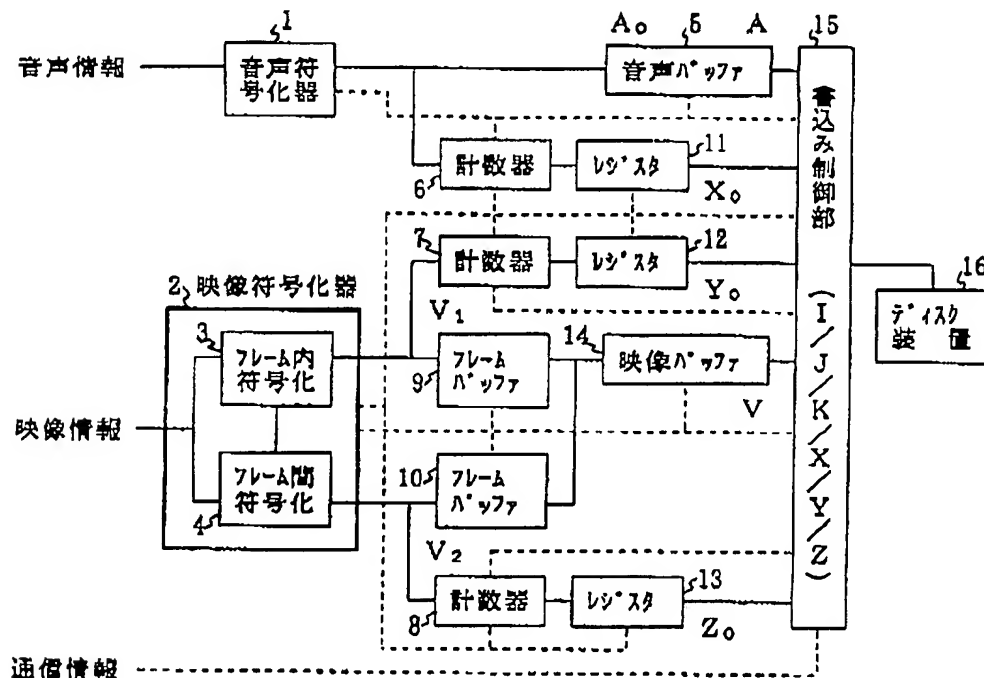 1
A₀ 5 A 15
音声情報
音声符
号化器
音声バッファ
6 計数器
レジスタ 11
X₀
7 計数器
レジスタ 12
Y₀
2 映像符号化器
V₁
3
フレーム内
符号化
9 フレーム
バッファ
14
映像バッファ
V
映像情報
4
フレーム間
符号化
10 フレーム
バッファ
V₂
8 計数器
レジスタ 13
Z₀
通信情報
書込み制御部 (I/J/K/X/Y/Z)
16
ディスク
装置